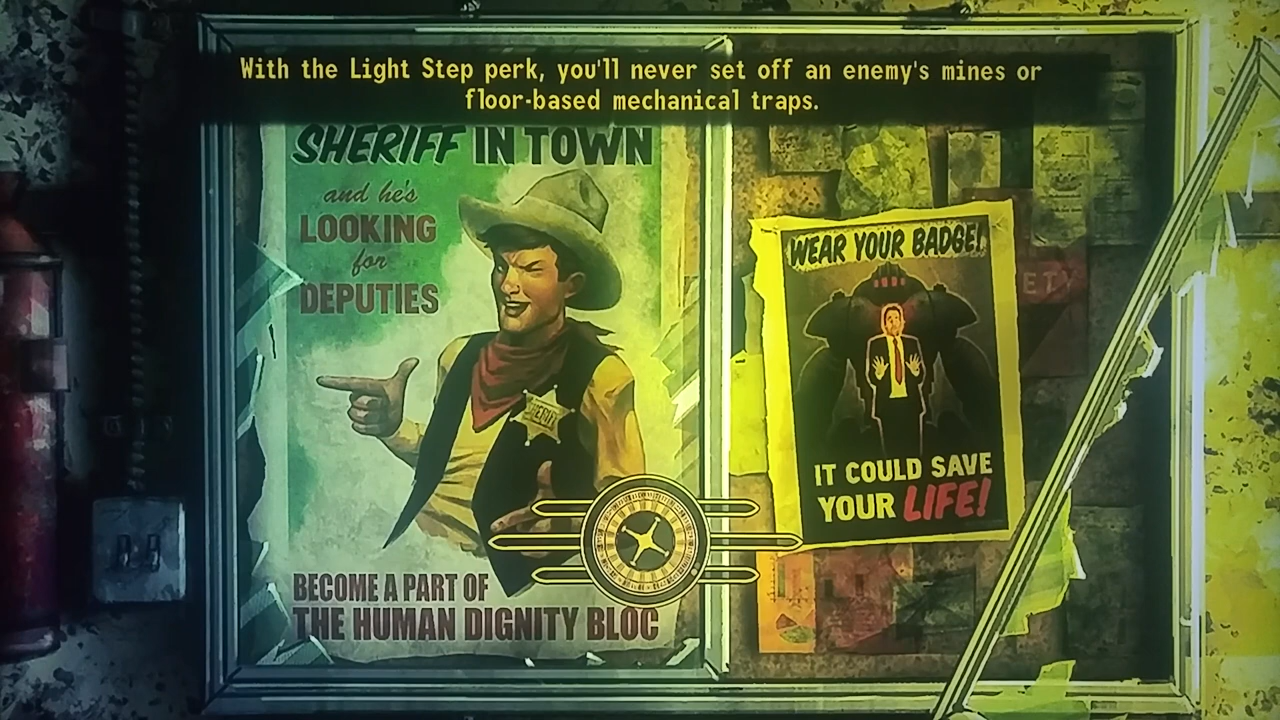 With the Light Step perk, you'll never set off an enemy's mines or
floor-based mechanical traps.
SHERIFF IN TOWN
and he's
LOOKING
for
DEPUTIES
SHERIFF
BECOME A PART OF
THE HUMAN DIGNITY BLOC
WEAR YOUR BADGE!
IT COULD SAVE
YOUR LIFE!